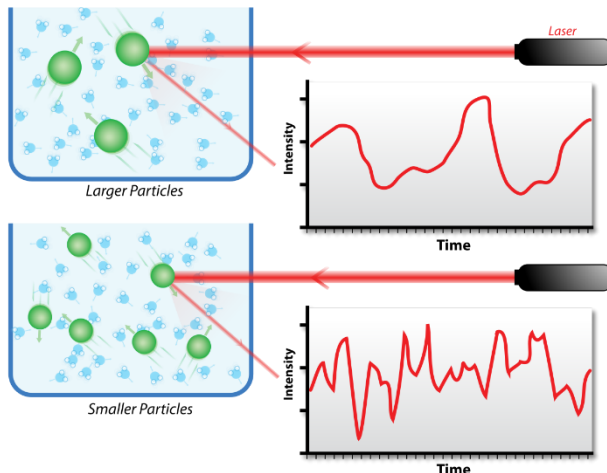 Laser
Intensity
Larger Particles
Time
Intensity
Smaller Particles
Time